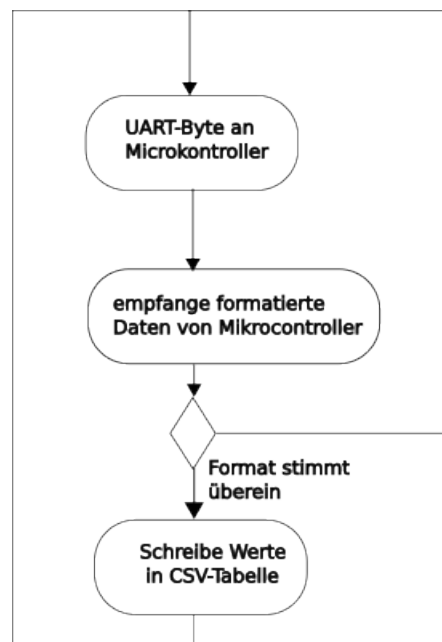 UART-Byte an
Microkontroller
empfange formatierte
Daten von Mikrocontroller
Format stimmt
überein
Schreibe Werte
in CSV-Tabelle